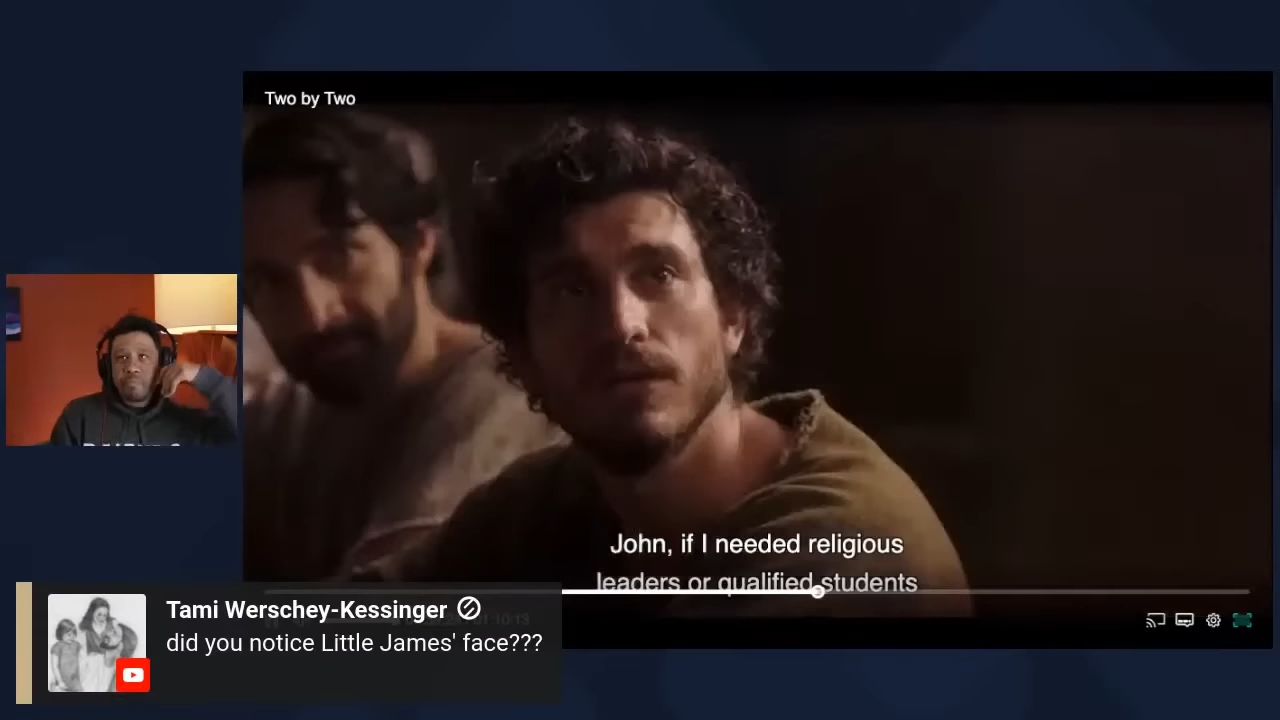 Two by Two
John, if I needed religious
leaders or qualified students
Tami Werschey-Kessinger
did you notice Little James' face???